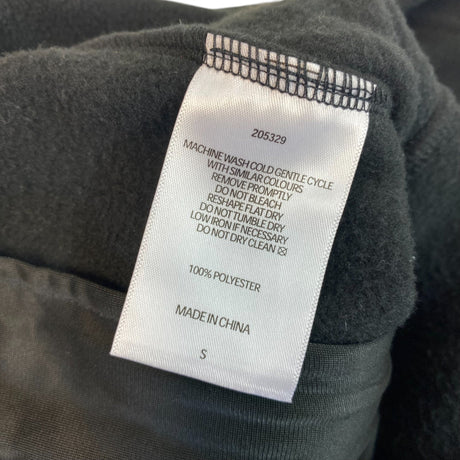 205329
MACHINE WASH COLD GENTLE CYCLE
WITH SIMILAR COLOURS
REMOVE PROMPTLY
DO NOT BLEACH
RESHAPE FLAT DRY
DO NOT TUMBLE DRY
LOW IRON IF NECESSARY
DO NOT DRY CLEAN ☒
100% POLYESTER
MADE IN CHINA
S